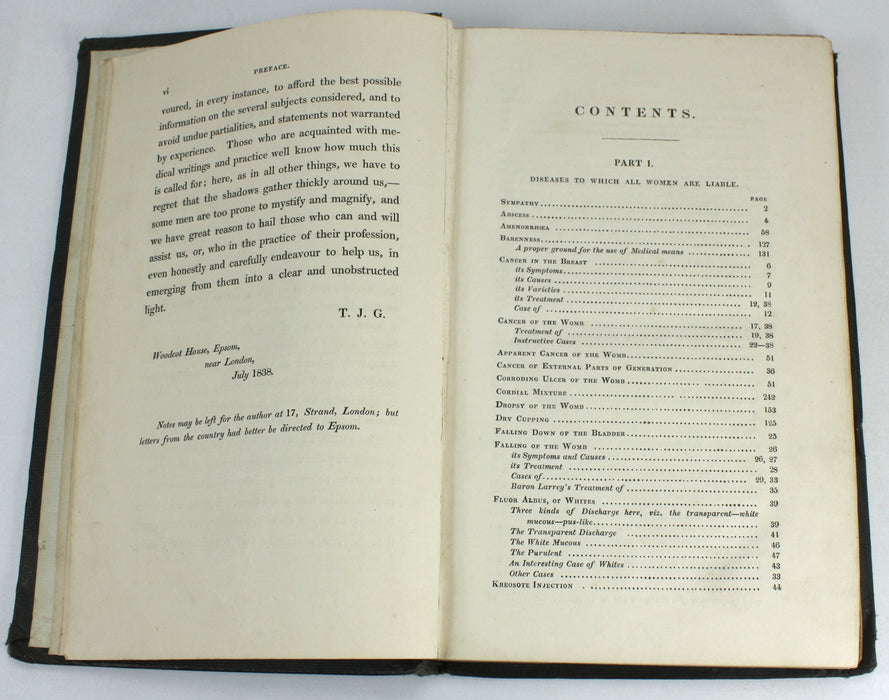 vi
PREFACE.
voured, in every instance, to afford the best possible
information on the several subjects considered, and to
avoid undue partialities, and statements not warranted
by experience. Those who are acquainted with me-
dical writings and practice well know how much this
is called for; here, as in all other things, we have to
regret that the shadows gather thickly around us,—
some men are too prone to mystify and magnify, and
we have great reason to hail those who can and will
assist us, or, who in the practice of their profession,
even honestly and carefully endeavour to help us, in
emerging from them into a clear and unobstructed
light.
T. J. G.
Woodcot House, Epsom,
near London,
July 1838.
Notes may be left for the author at 17, Strand, London; but
letters from the country had better be directed to Epsom.
CONTENTS.
PART I.
DISEASES TO WHICH ALL WOMEN ARE LIABLE.
PAGE
SYMPATHY 2
ABSCESS 4
AMENORRHŒA 58
BARENNESS 127
A proper ground for the use of Medical means 131
CANCER IN THE BREAST 6
its Symptoms 7
its Causes 9
its Varieties 11
its Treatment 12, 38
Case of 12
CANCER OF THE WOMB 17, 38
Treatment of 19, 38
Instructive Cases 22—38
APPARENT CANCER OF THE WOMB 51
CANCER OF EXTERNAL PARTS OF GENERATION 36
CORRODING ULCER OF THE WOMB 51
CORDIAL MIXTURE 242
DROPSY OF THE WOMB 153
DRY CUPPING 125
FALLING DOWN OF THE BLADDER 25
FALLING OF THE WOMB 26
its Symptoms and Causes 26, 27
its Treatment 28
Cases of 29, 33
Baron Larrey's Treatment of 35
FLUOR ALBUS, OR WHITES 39
Three kinds of Discharge here, viz. the transparent—white
mucous—pus-like 39
The Transparent Discharge 41
The White Mucous 46
The Purulent 47
An Interesting Case of Whites 43
Other Cases 33
KREOSOTE INJECTION 44